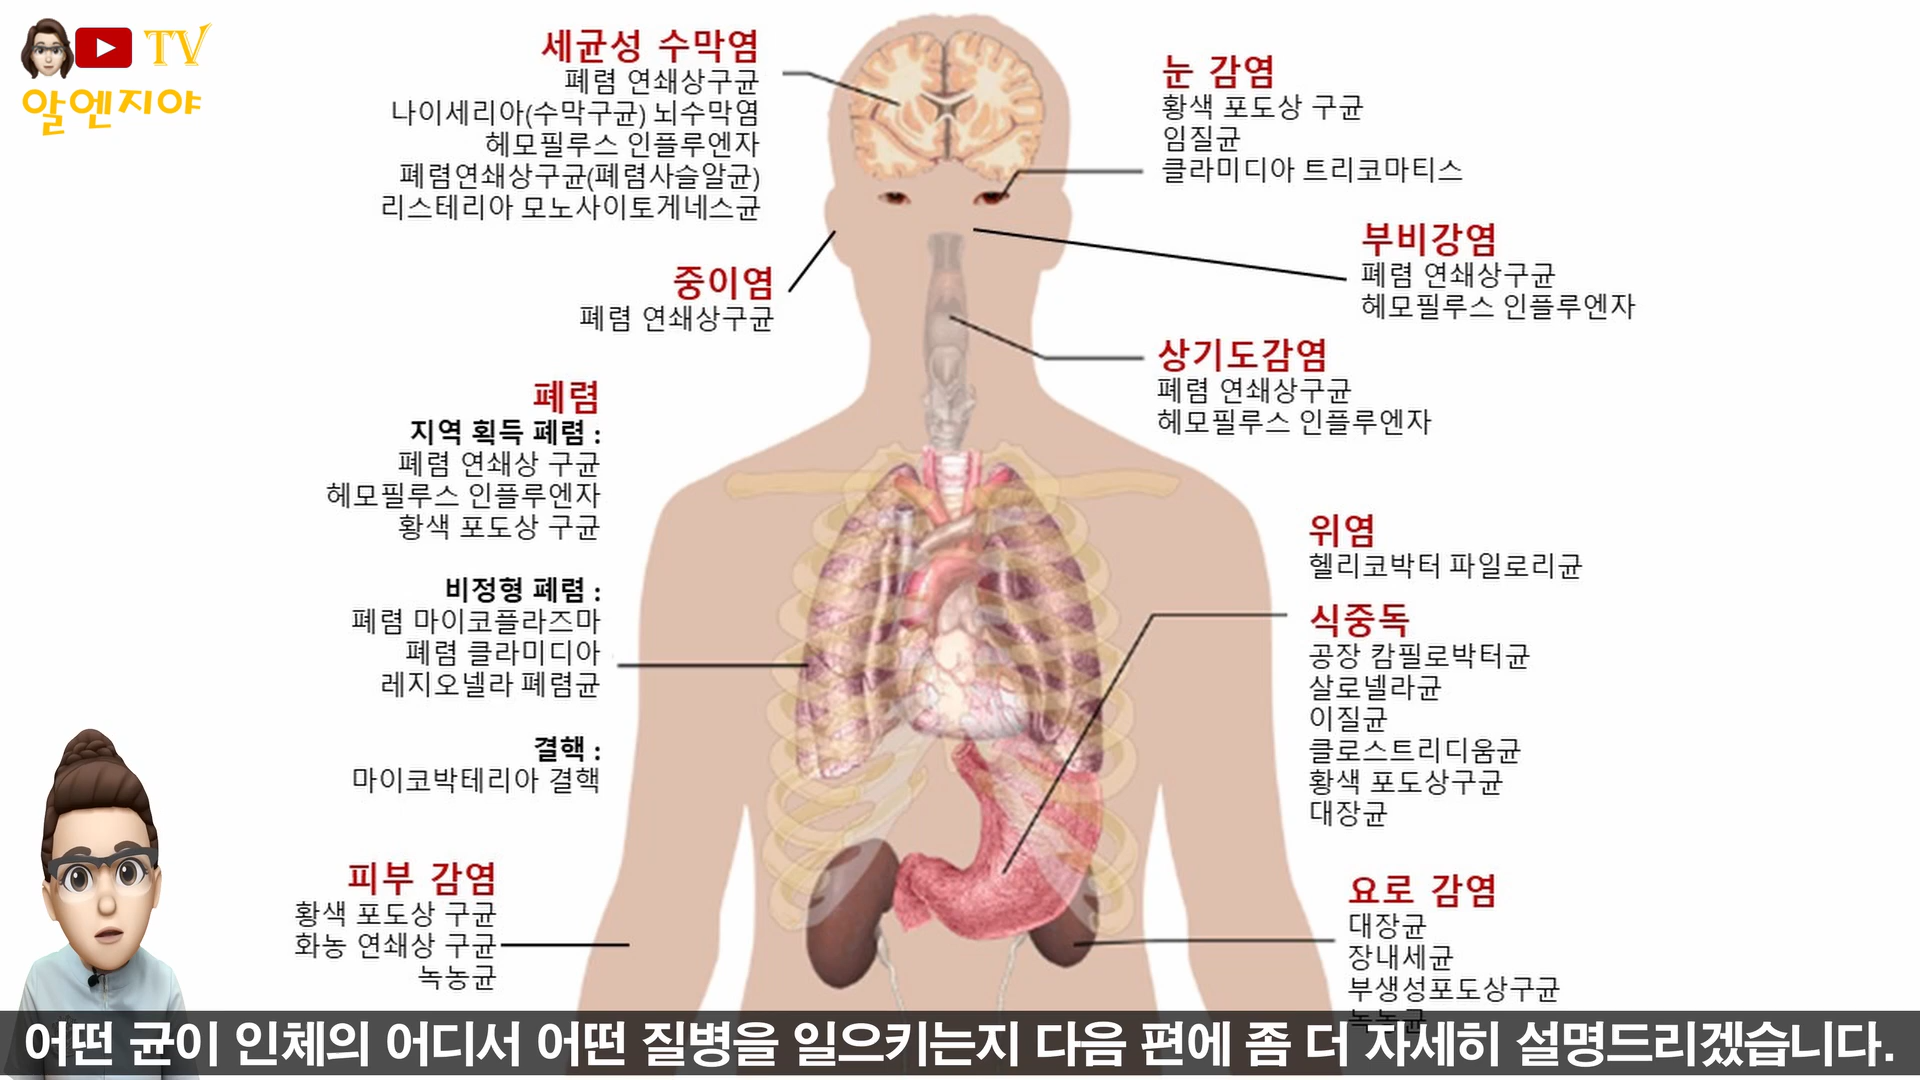 TV
알엔지야
세균성 수막염
폐렴 연쇄상구균
나이세리아(수막구균) 뇌수막염
헤모필루스 인플루엔자
폐렴연쇄상구균(폐렴사슬알균)
리스테리아 모노사이토게네스균
중이염
폐렴 연쇄상구균
폐렴
지역 획득 폐렴 :
폐렴 연쇄상 구균
헤모필루스 인플루엔자
황색 포도상 구균
비정형 폐렴 :
폐렴 마이코플라즈마
폐렴 클라미디아
레지오넬라 폐렴균
결핵 :
마이코박테리아 결핵
피부 감염
황색 포도상 구균
화농 연쇄상 구균
녹농균
눈 감염
황색 포도상 구균
임질균
클라미디아 트리코마티스
부비강염
폐렴 연쇄상구균
헤모필루스 인플루엔자
상기도감염
폐렴 연쇄상구균
헤모필루스 인플루엔자
위염
헬리코박터 파일로리균
식중독
공장 캄필로박터균
살로넬라균
이질균
클로스트리디움균
황색 포도상구균
대장균
요로 감염
대장균
장내세균
부생성포도상구균
녹농균
어떤 균이 인체의 어디서 어떤 질병을 일으키는지 다음 편에 좀 더 자세히 설명드리겠습니다.